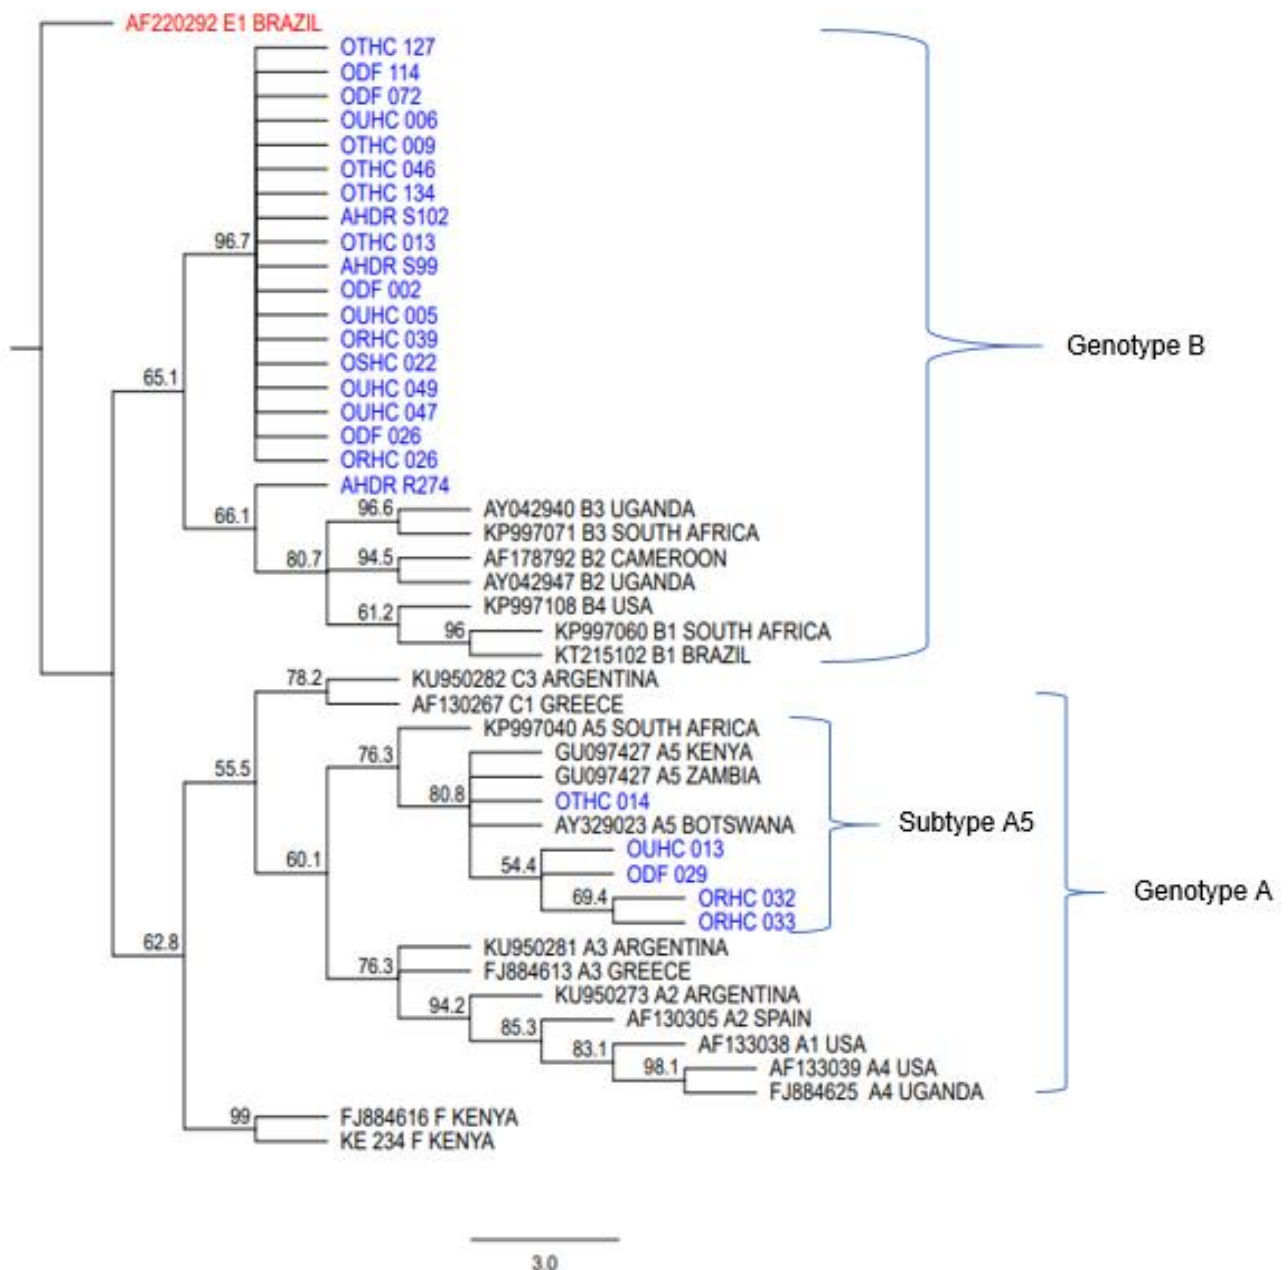 AF220292 E1 BRAZIL
OTHC 127
ODF 114
ODF 072
OUHC 006
OTHC 009
OTHC 046
OTHC 134
AHDR S102
96.7
OTHC 013
AHDR S99
ODF 002
OUHC 005
ORHC 039
Genotype B
OSHC 022
65.1
OUHC 049
OUHC 047
ODF 026
ORHC 026
AHDR R274
66.1
96.6
AY042940 B3 UGANDA
KP997071 B3 SOUTH AFRICA
80.7
94.5
AF178792 B2 CAMEROON
AY042947 B2 UGANDA
61.2
KP997108 B4 USA
96
KP997060 B1 SOUTH AFRICA
KT215102 B1 BRAZIL
78.2
KU950282 C3 ARGENTINA
AF130267 C1 GREECE
KP997040 A5 SOUTH AFRICA
76.3
GU097427 A5 KENYA
55.5
GU097427 A5 ZAMBIA
80.8
OTHC 014
AY329023 A5 BOTSWANA
Subtype A5
OUHC 013
60.1
54.4
ODF 029
69.4
ORHC 032
Genotype A
ORHC 033
62.8
KU950281 A3 ARGENTINA
76.3
FJ884613 A3 GREECE
94.2
KU950273 A2 ARGENTINA
85.3
AF130305 A2 SPAIN
83.1
AF133038 A1 USA
98.1
AF133039 A4 USA
FJ884625 A4 UGANDA
99
FJ884616 F KENYA
KE 234 F KENYA
3.0